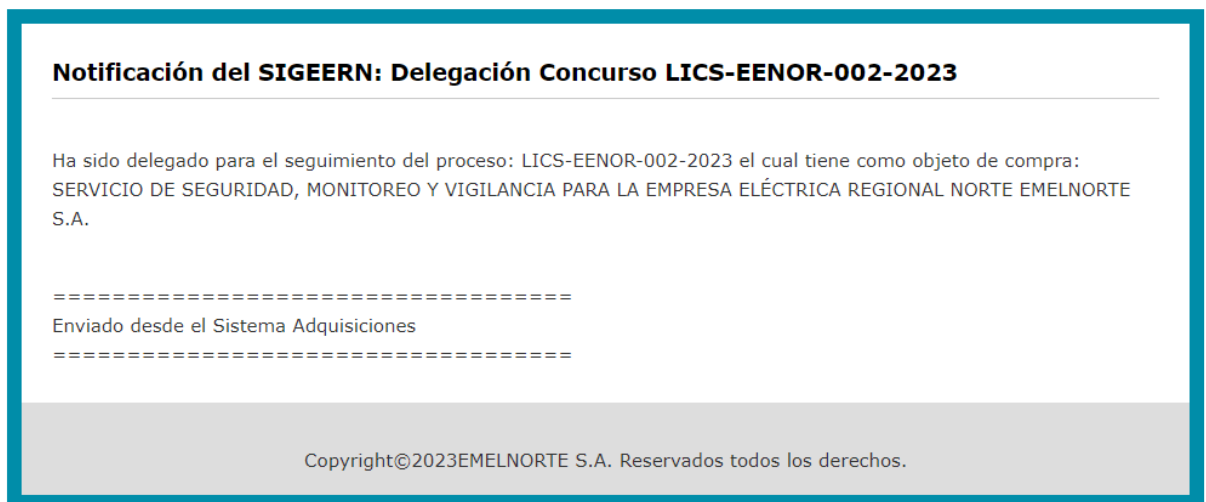 Notificación del SIGEERN: Delegación Concurso LICS-EENOR-002-2023
Ha sido delegado para el seguimiento del proceso: LICS-EENOR-002-2023 el cual tiene como objeto de compra:
SERVICIO DE SEGURIDAD, MONITOREO Y VIGILANCIA PARA LA EMPRESA ELÉCTRICA REGIONAL NORTE EMELNORTE
S.A.
===================================
Enviado desde el Sistema Adquisiciones
===================================
Copyright©2023EMELNORTE S.A. Reservados todos los derechos.